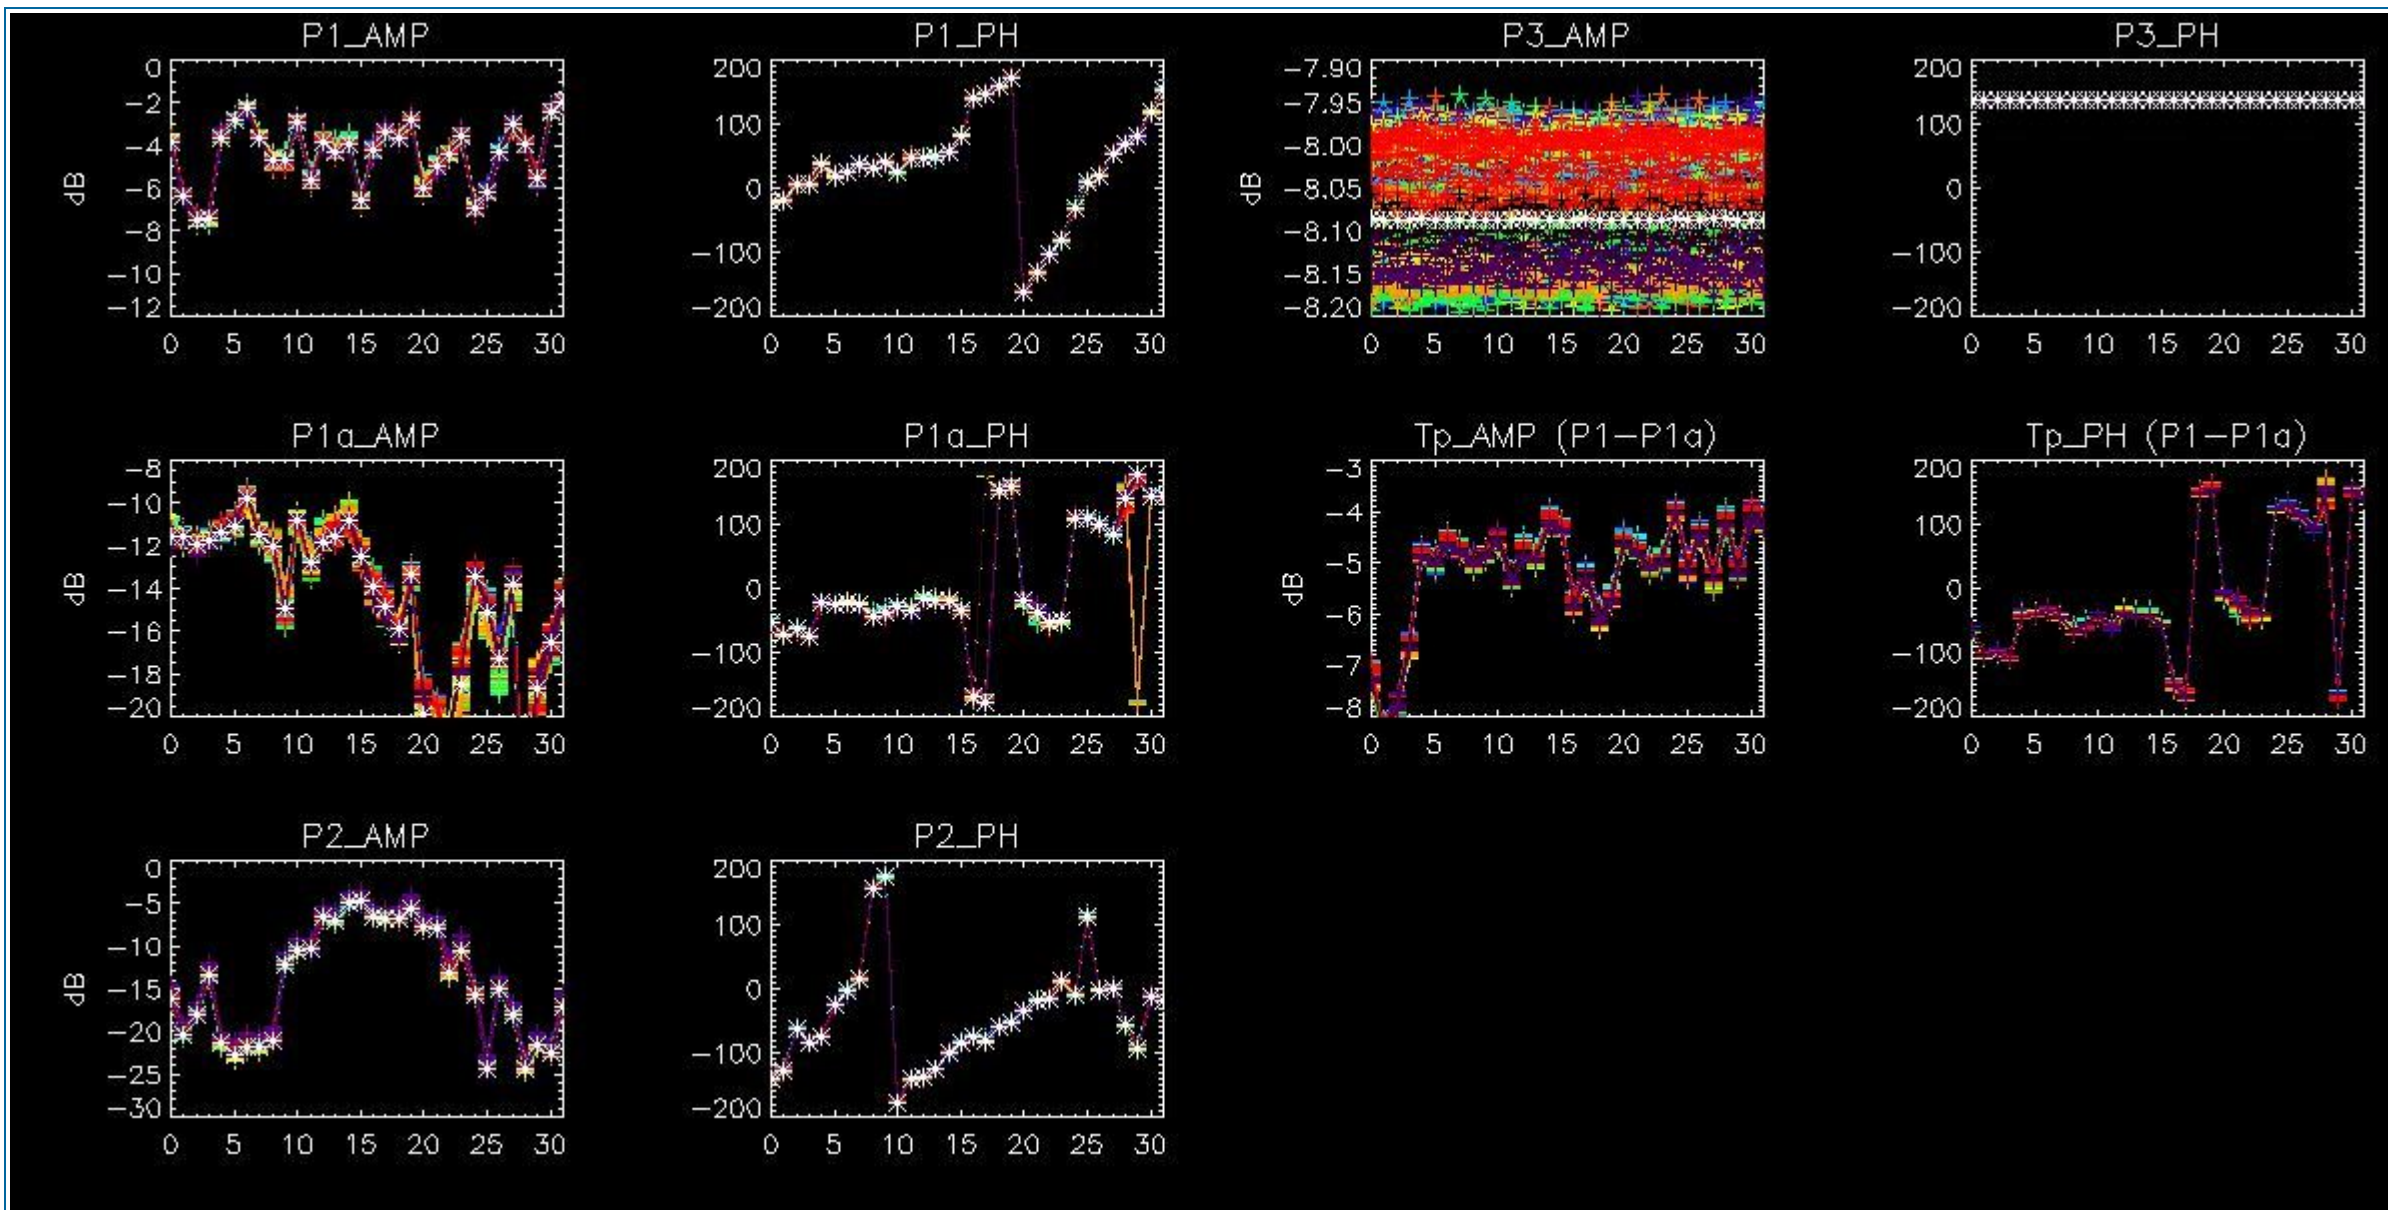 P1_AMP P1_PH P3_AMP P3_PH
0 200 −7.90 200
−2 −7.95
−4 100 −8.00 100
dB −6 0 dB −8.05 0
−8 −8.10
−10 −100 −8.15 −100
−12 −200 −8.20 −200
0 5 10 15 20 25 30 0 5 10 15 20 25 30 0 5 10 15 20 25 30 0 5 10 15 20 25 30
P1a_AMP P1a_PH Tp_AMP (P1−P1a) Tp_PH (P1−P1a)
−8 200 −3 200
−10 100 −4 100
−12 −5
dB −14 0 dB 0
−16 −100 −6 −100
−18 −7
−20 −200 −8 −200
0 5 10 15 20 25 30 0 5 10 15 20 25 30 0 5 10 15 20 25 30 0 5 10 15 20 25 30
P2_AMP P2_PH
0 200
−5 100
−10
dB −15 0
−20 −100
−25
−30 −200
0 5 10 15 20 25 30 0 5 10 15 20 25 30